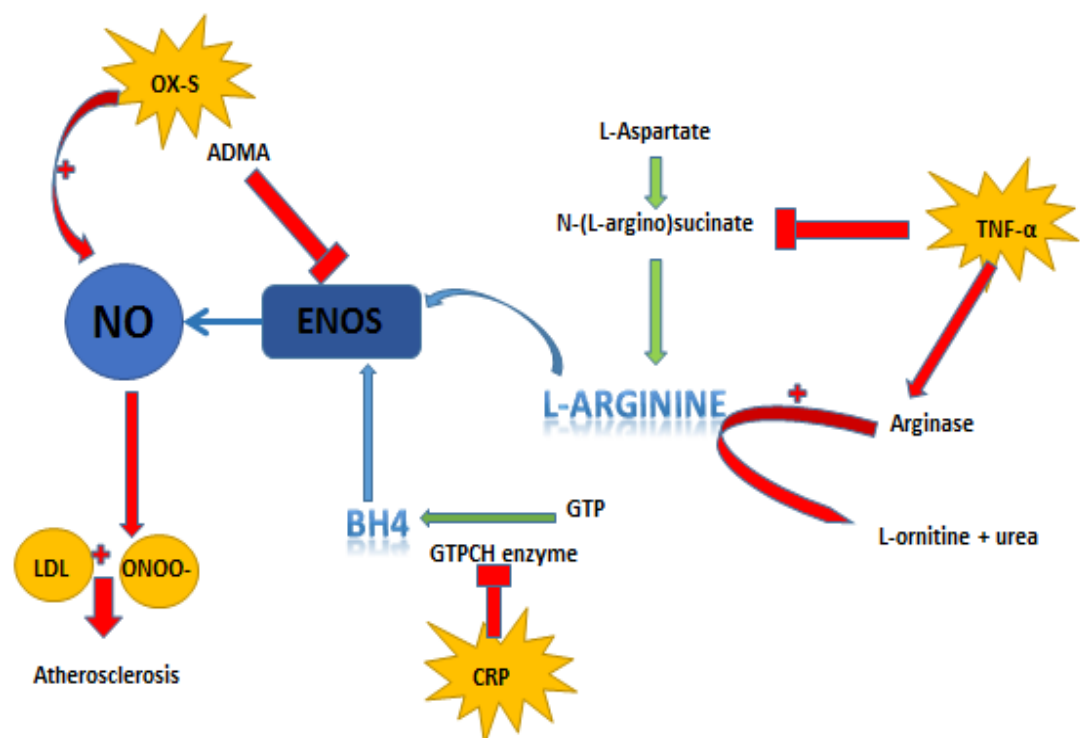 OX-S
ADMA
+
NO
ENOS
L-Aspartate
N-(L-argino)sucinate
TNF-α
L-ARGININE
+
Arginase
L-ornitine + urea
BH4
GTP
GTPCH enzyme
CRP
LDL
+
ONOO-
Atherosclerosis